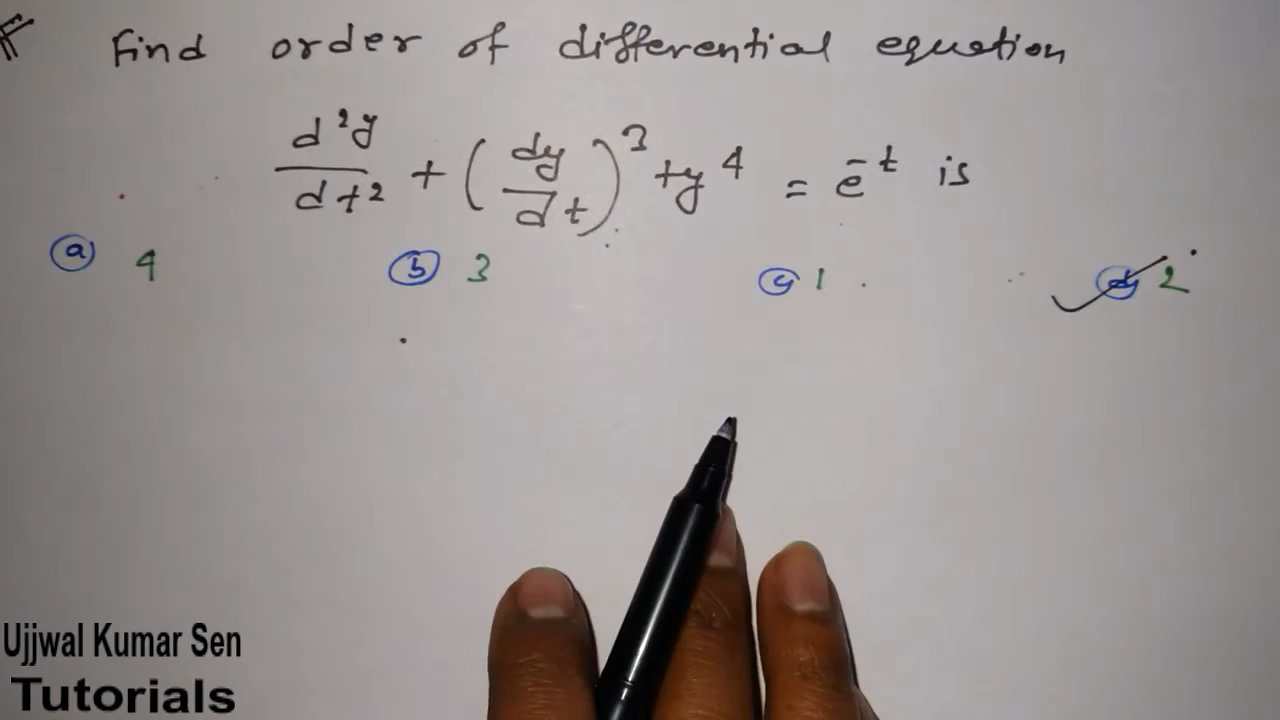 Find order of differential equation
d²y/dt² + (dy/dt)³ + y⁴ = e⁻ᵗ is
(a) 4 (b) 3 (c) 1 (d) 2
Ujjwal Kumar Sen
Tutorials